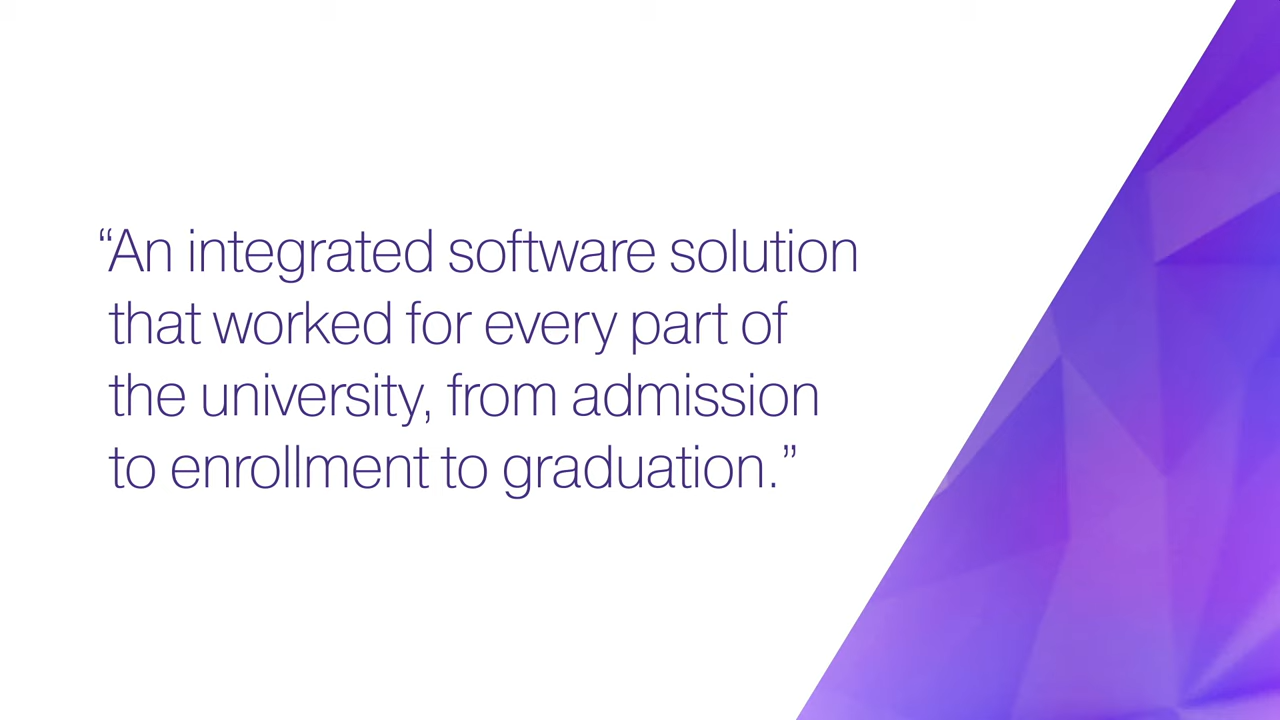 “An integrated software solution
that worked for every part of
the university, from admission
to enrollment to graduation.”